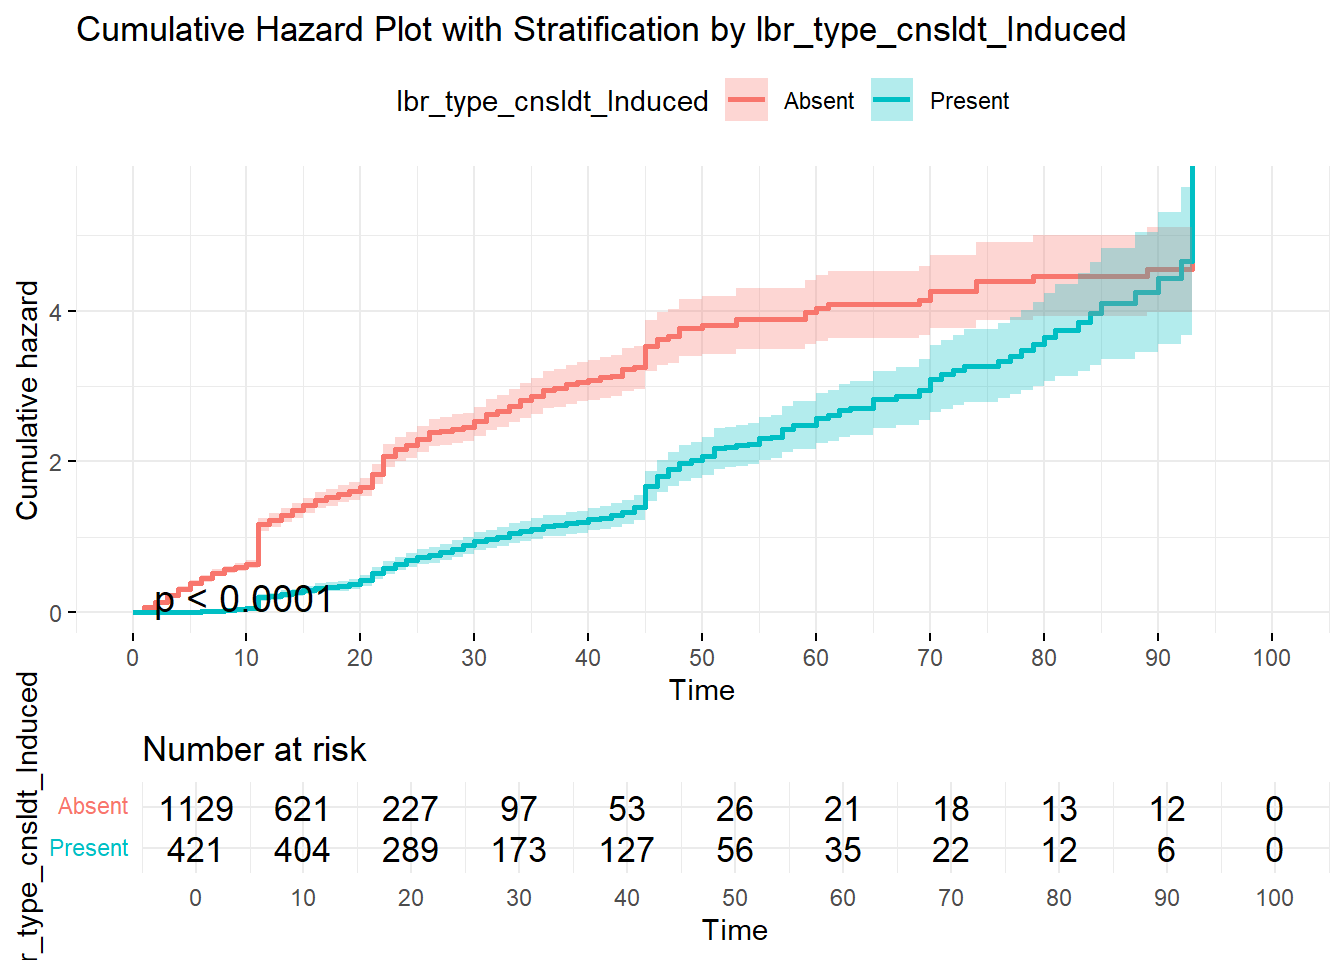 Cumulative Hazard Plot with Stratification by lbr_type_cnsldt_Induced
lbr_type_cnsldt_Induced Absent Present
Cumulative hazard
4
2
0
p < 0.0001
0 10 20 30 40 50 60 70 80 90 100
Time
Number at risk
r_type_cnsldt_Induced
Absent 1129 621 227 97 53 26 21 18 13 12 0
Present 421 404 289 173 127 56 35 22 12 6 0
0 10 20 30 40 50 60 70 80 90 100
Time